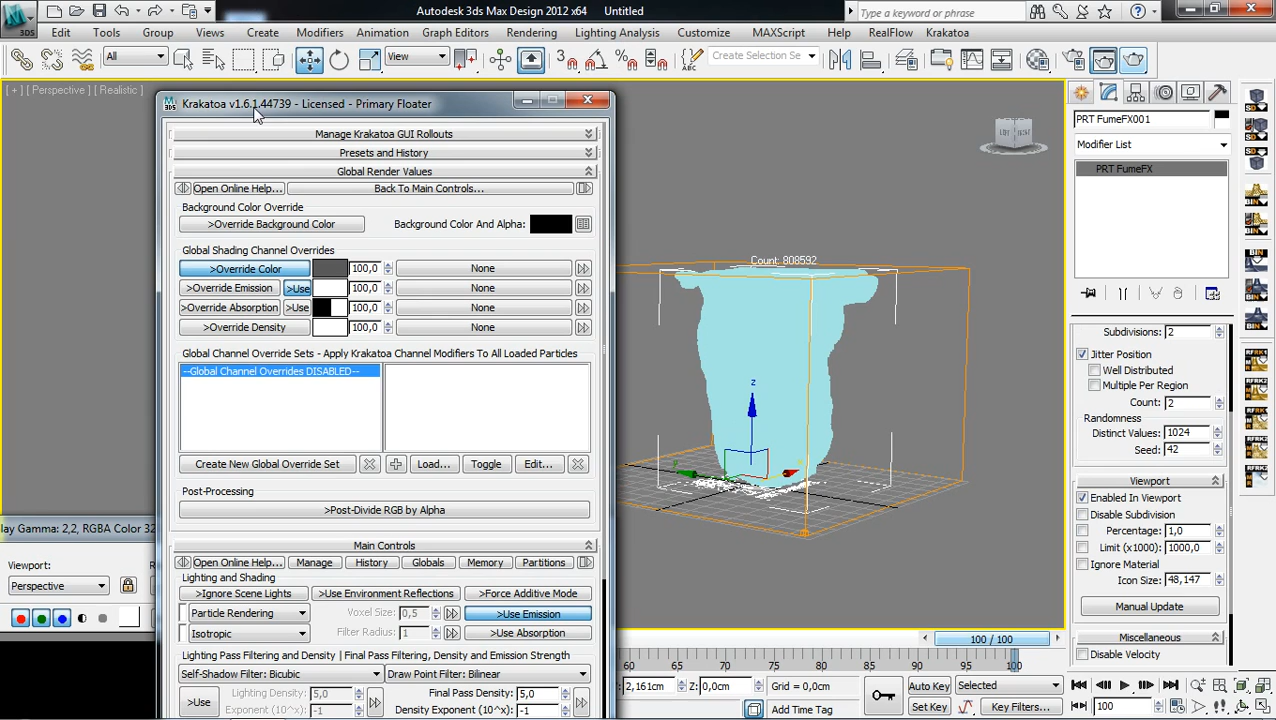 Autodesk 3ds Max Design 2012 x64 Untitled
Type a keyword or phrase
Edit Tools Group Views Create Modifiers Animation Graph Editors Rendering Lighting Analysis Customize MAXScript Help RealFlow Krakatoa
All View Create Selection Se
[ + ] [ Perspective ] [ Realistic ]
Krakatoa v1.6.1.44739 - Licensed - Primary Floater
Manage Krakatoa GUI Rollouts
Presets and History
Global Render Values
Open Online Help... Back To Main Controls...
Background Color Override
>Override Background Color Background Color And Alpha:
Global Shading Channel Overrides
>Override Color 100,0 None
>Override Emission >Use 100,0 None
>Override Absorption >Use 100,0 None
>Override Density 100,0 None
Global Channel Override Sets - Apply Krakatoa Channel Modifiers To All Loaded Particles
--Global Channel Overrides DISABLED--
Create New Global Override Set Load... Toggle Edit...
Post-Processing
>Post-Divide RGB by Alpha
Main Controls
Open Online Help... Manage History Globals Memory Partitions
Lighting and Shading
>Ignore Scene Lights >Use Environment Reflections >Force Additive Mode
Particle Rendering Voxel Size: 0,5 >Use Emission
Isotropic Filter Radius: 1 >Use Absorption
Lighting Pass Filtering and Density | Final Pass Filtering, Density and Emission Strength
Self-Shadow Filter: Bicubic Draw Point Filter: Bilinear
>Use Lighting Density: 5,0 Final Pass Density: 5,0
Exponent (10^x): -1 Density Exponent (10^x): -1
lay Gamma: 2,2, RGBA Color 32
Viewport:
Perspective
Count: 808592
z
100 / 100
65 70 75 80 85 90 95 100
2,161cm Z: 0,0cm Grid = 0,0cm
Add Time Tag
Auto Key Selected
Set Key Key Filters...
100
PRT FumeFX001
Modifier List
PRT FumeFX
Subdivisions: 2
Jitter Position
Well Distributed
Multiple Per Region
Count: 2
Randomness
Distinct Values: 1024
Seed: 42
Viewport
Enabled In Viewport
Disable Subdivision
Percentage: 1,0
Limit (x1000) 1000,0
Ignore Material
Icon Size: 48,147
Manual Update
Miscellaneous
Disable Velocity